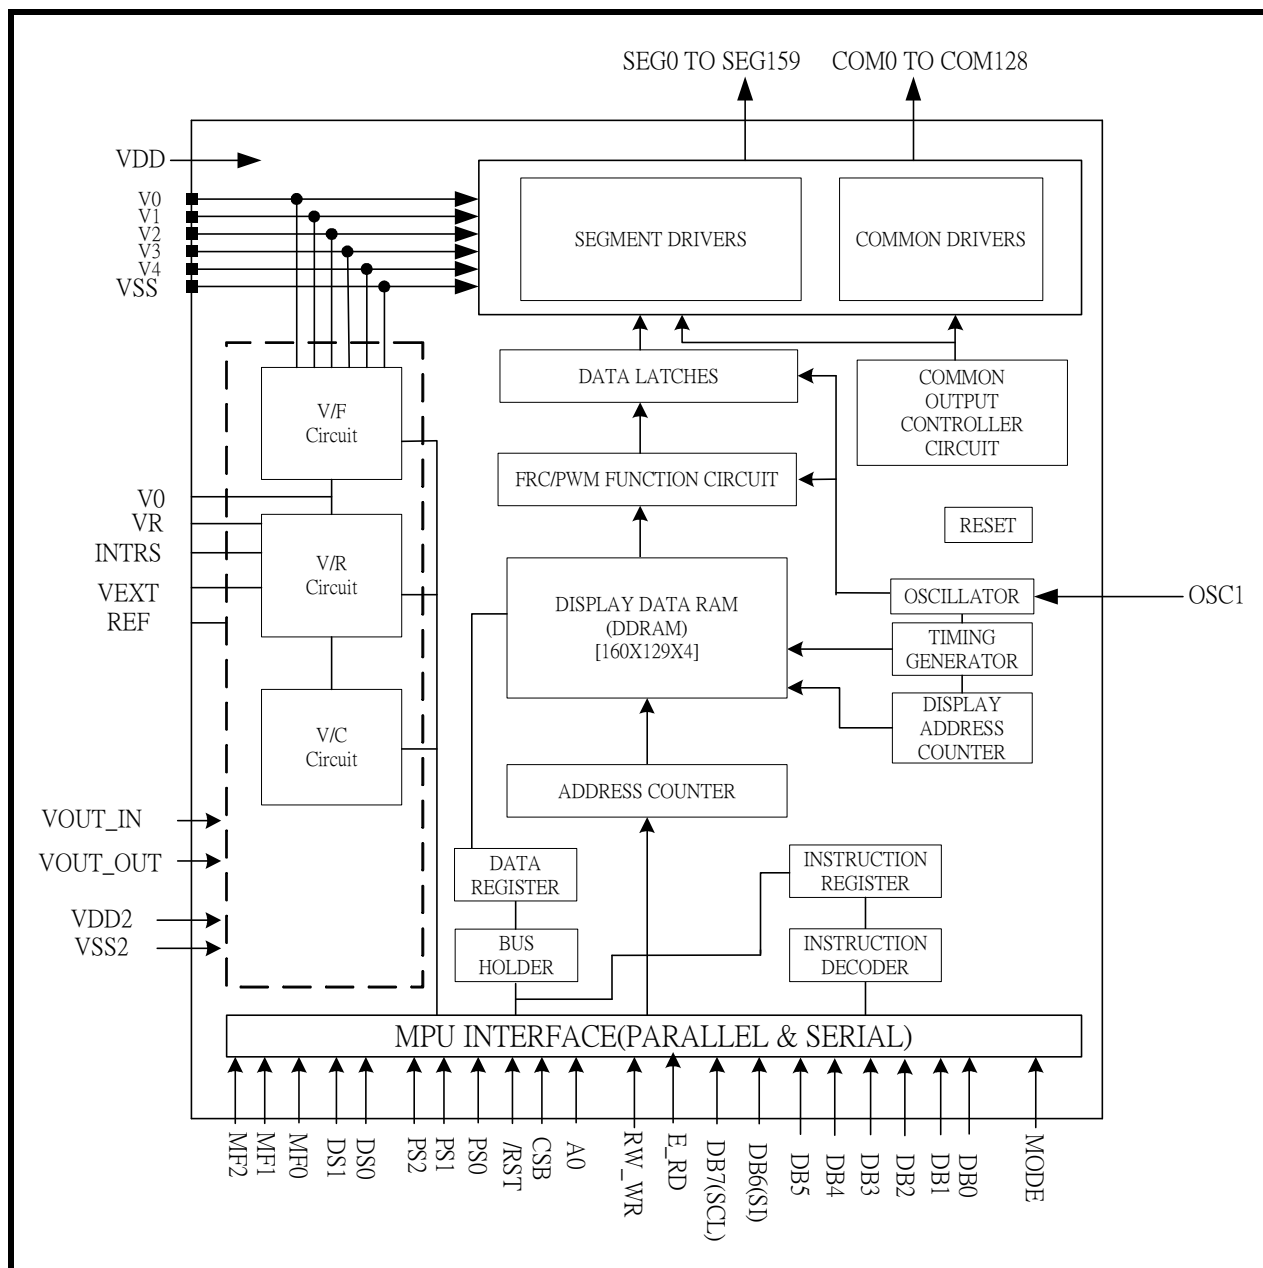 SEG0 TO SEG159
COM0 TO COM128
VDD
V0
V1
V2
V3
V4
VSS
SEGMENT DRIVERS
COMMON DRIVERS
DATA LATCHES
COMMON
OUTPUT
CONTROLLER
CIRCUIT
V/F
Circuit
FRC/PWM FUNCTION CIRCUIT
V0
VR
INTRS
VEXT
REF
V/R
Circuit
RESET
DISPLAY DATA RAM
(DDRAM)
[160X129X4]
OSCILLATOR
OSC1
TIMING
GENERATOR
DISPLAY
ADDRESS
COUNTER
V/C
Circuit
ADDRESS COUNTER
VOUT_IN
VOUT_OUT
VDD2
VSS2
DATA
REGISTER
INSTRUCTION
REGISTER
BUS
HOLDER
INSTRUCTION
DECODER
MPU INTERFACE(PARALLEL & SERIAL)
MF2
MF1
MF0
DS1
DS0
PS2
PS1
PS0
/RST
CSB
A0
RW_WR
E_RD
DB7(SCL)
DB6(SI)
DB5
DB4
DB3
DB2
DB1
DB0
MODE